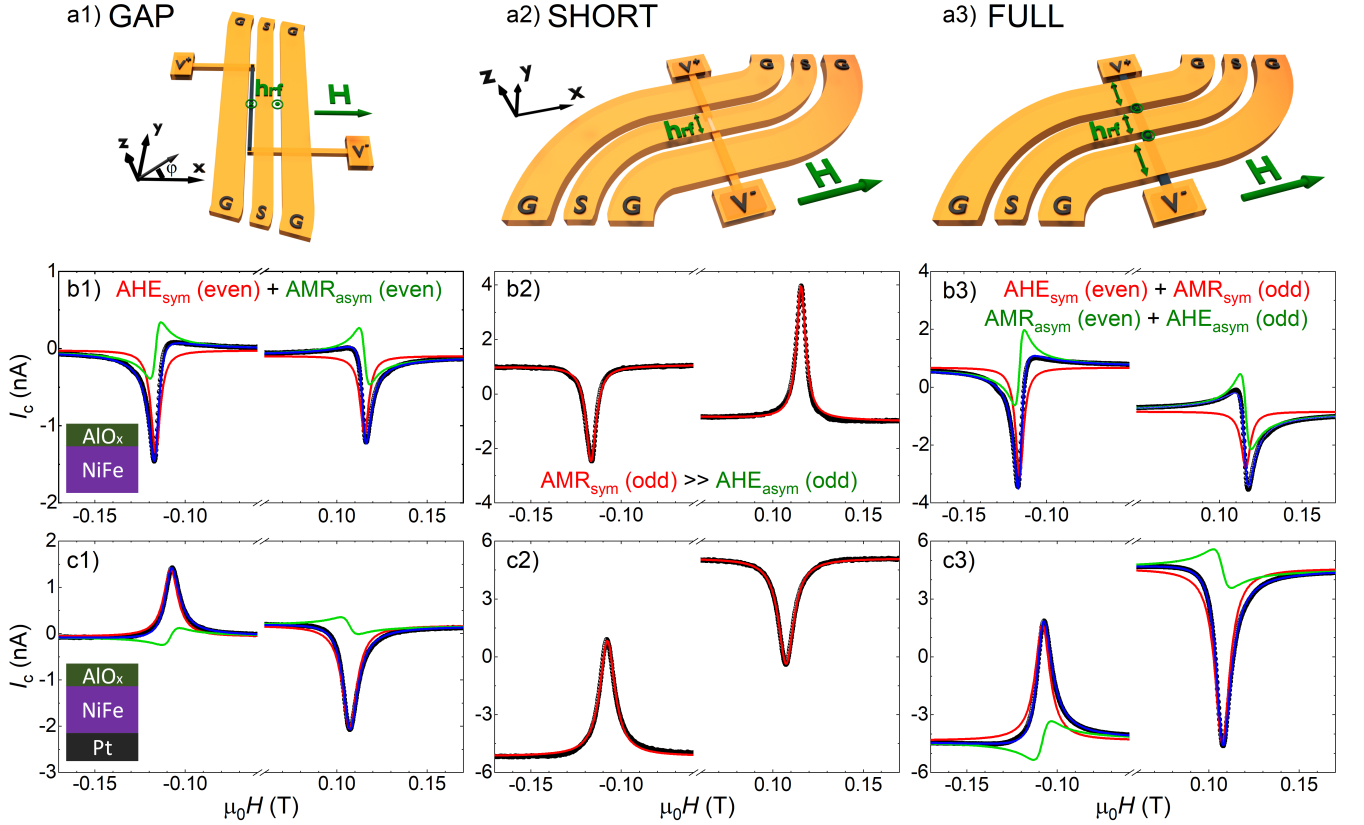 a1) GAP
a2) SHORT
a3) FULL
V+
G S G
hrf
H
z y x
φ
V-
G S G
z y x
V+
G S G
hrf
H
G S G
V-
V+
G S G
hrf
H
G S G
V-
b1) AHEsym (even) + AMRasym (even)
1
0
-1
-2
Ic (nA)
AlOx
NiFe
-0.15 -0.10 0.10 0.15
b2)
4
2
0
-2
-4
AMRsym (odd) >> AHEasym (odd)
-0.15 -0.10 0.10 0.15
b3) AHEsym (even) + AMRsym (odd)
AMRasym (even) + AHEasym (odd)
4
2
0
-2
-4
-0.15 -0.10 0.10 0.15
c1)
2
1
0
-1
-2
-3
Ic (nA)
AlOx
NiFe
Pt
-0.15 -0.10 0.10 0.15
μ0H (T)
c2)
6
3
0
-3
-6
-0.15 -0.10 0.10 0.15
μ0H (T)
c3)
6
3
0
-3
-6
-0.15 -0.10 0.10 0.15
μ0H (T)